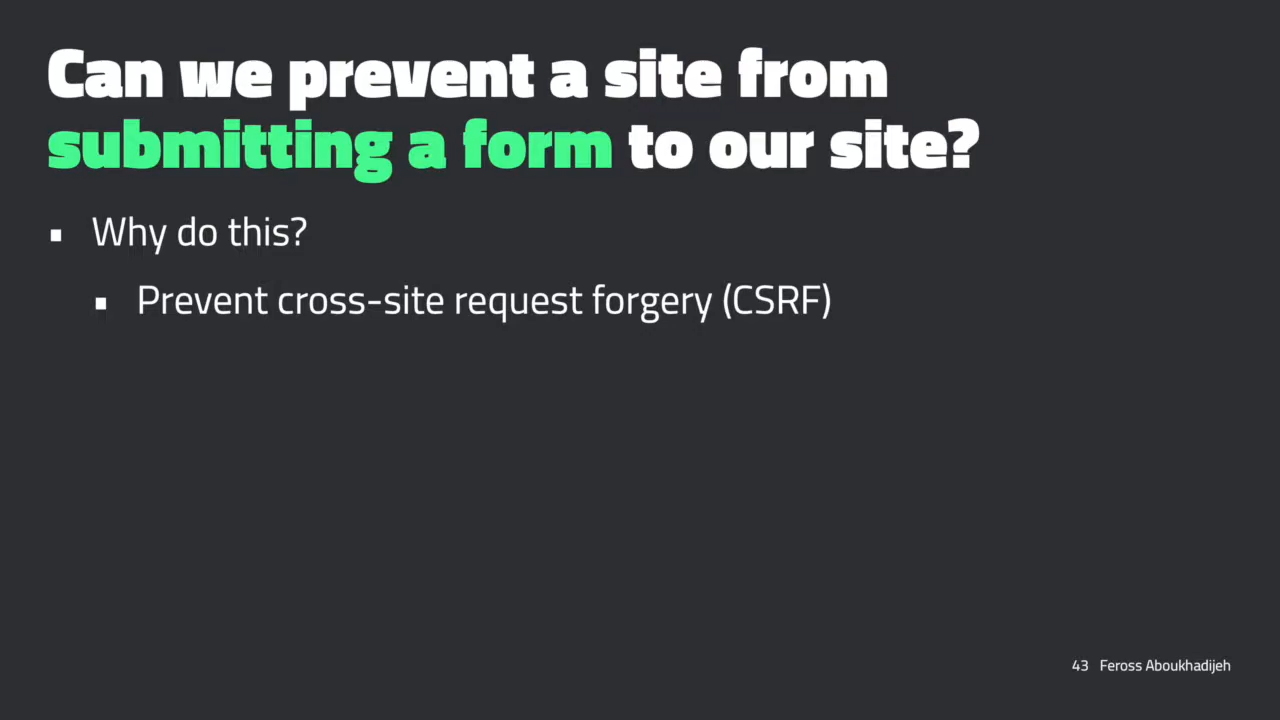 Can we prevent a site from
submitting a form to our site?
▪ Why do this?
▪ Prevent cross-site request forgery (CSRF)
43 Feross Aboukhadijeh